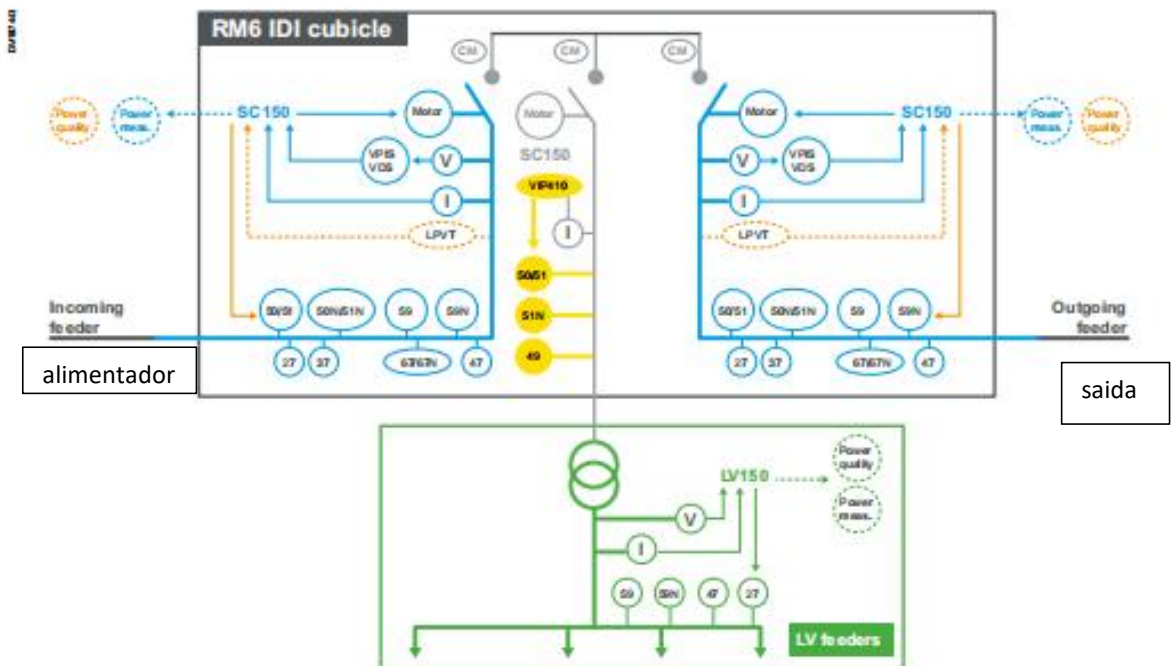 RM6 IDI cubicle
CM
CM
CM
Power
quality
Power
meas.
SC150
Motor
Motor
Motor
SC150
Power
meas.
Power
quality
VPIS
VDS
V
SC150
V
VPIS
VDS
VIP410
I
I
I
LPVT
LPVT
50/51
50/51
50N/51N
59
59N
51N
50/51
50N/51N
59
59N
Incoming
feeder
Outgoing
feeder
27
37
67/67N
47
49
27
37
67/67N
47
alimentador
saida
Power
quality
LV150
Power
meas.
V
I
59
59N
47
27
LV feeders